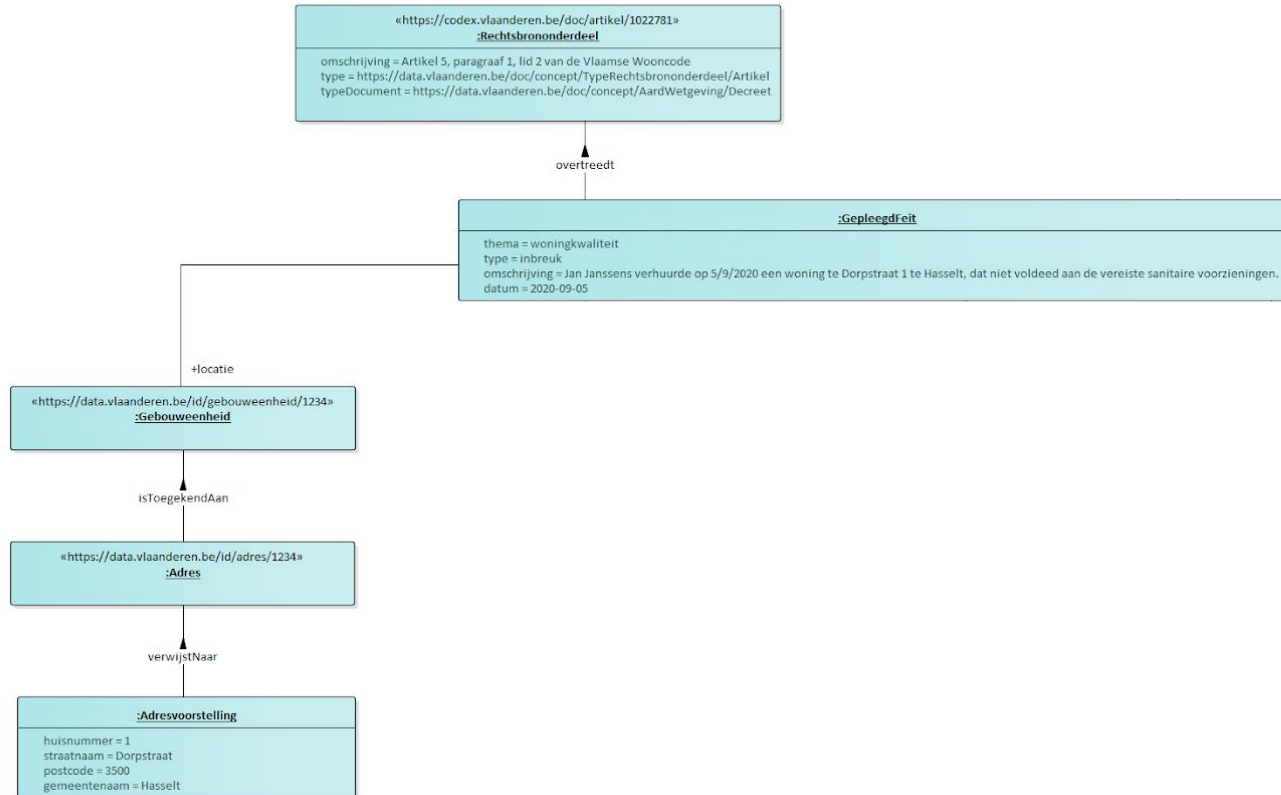 «https://codex.vlaanderen.be/doc/artikel/1022781»
:Rechtsbrononderdeel
omschrijving = Artikel 5, paragraaf 1, lid 2 van de Vlaamse Wooncode
type = https://data.vlaanderen.be/doc/concept/TypeRechtsbrononderdeel/Artikel
typeDocument = https://data.vlaanderen.be/doc/concept/AardWetgeving/Decreet
overtreedt
:GepleegdFeit
thema = woningkwaliteit
type = inbreuk
omschrijving = Jan Janssens verhuurde op 5/9/2020 een woning te Dorpstraat 1 te Hasselt, dat niet voldeed aan de vereiste sanitaire voorzieningen.
datum = 2020-09-05
+locatie
«https://data.vlaanderen.be/id/gebouweenheid/1234»
:Gebouweenheid
isToegekendAan
«https://data.vlaanderen.be/id/adres/1234»
:Adres
verwijstNaar
:Adresvoorstelling
huisnummer = 1
straatnaam = Dorpstraat
postcode = 3500
gemeentenaam = Hasselt